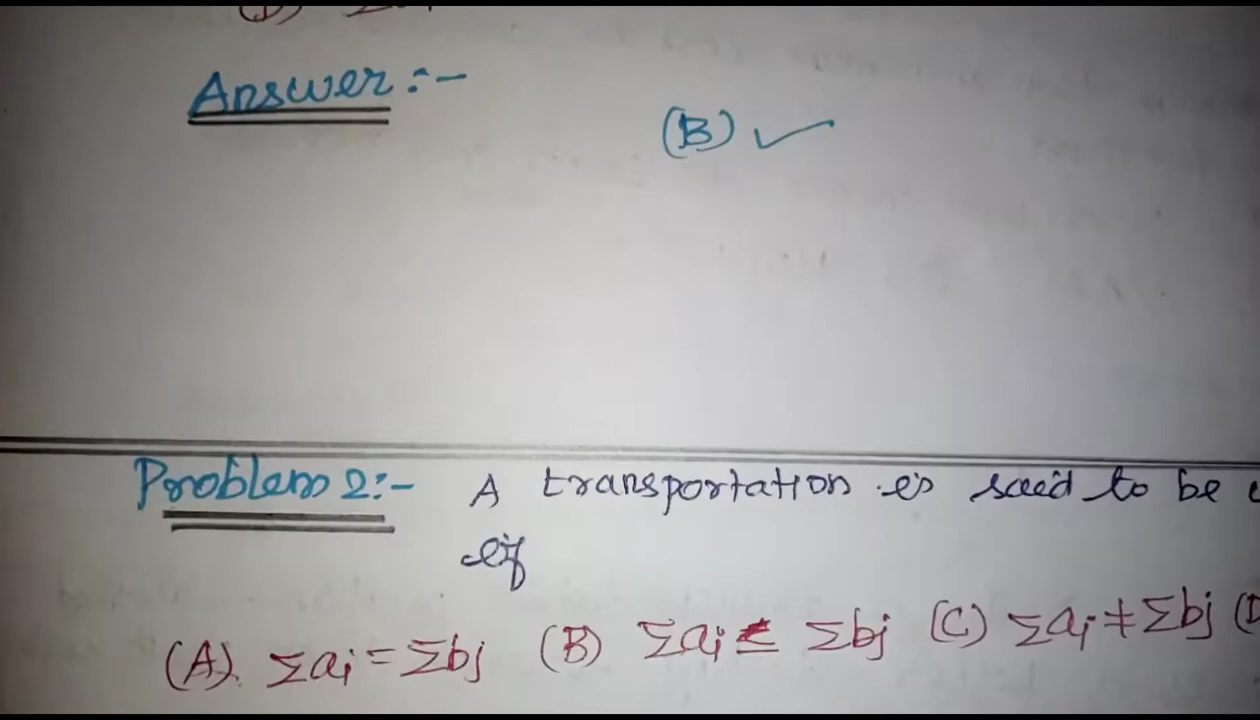 Answer :-
(B) ✓
Problem 2:- A transportation is said to be
if
(A). Σai = Σbj (B) Σai ≤ Σbj (C) Σai ≠ Σbj